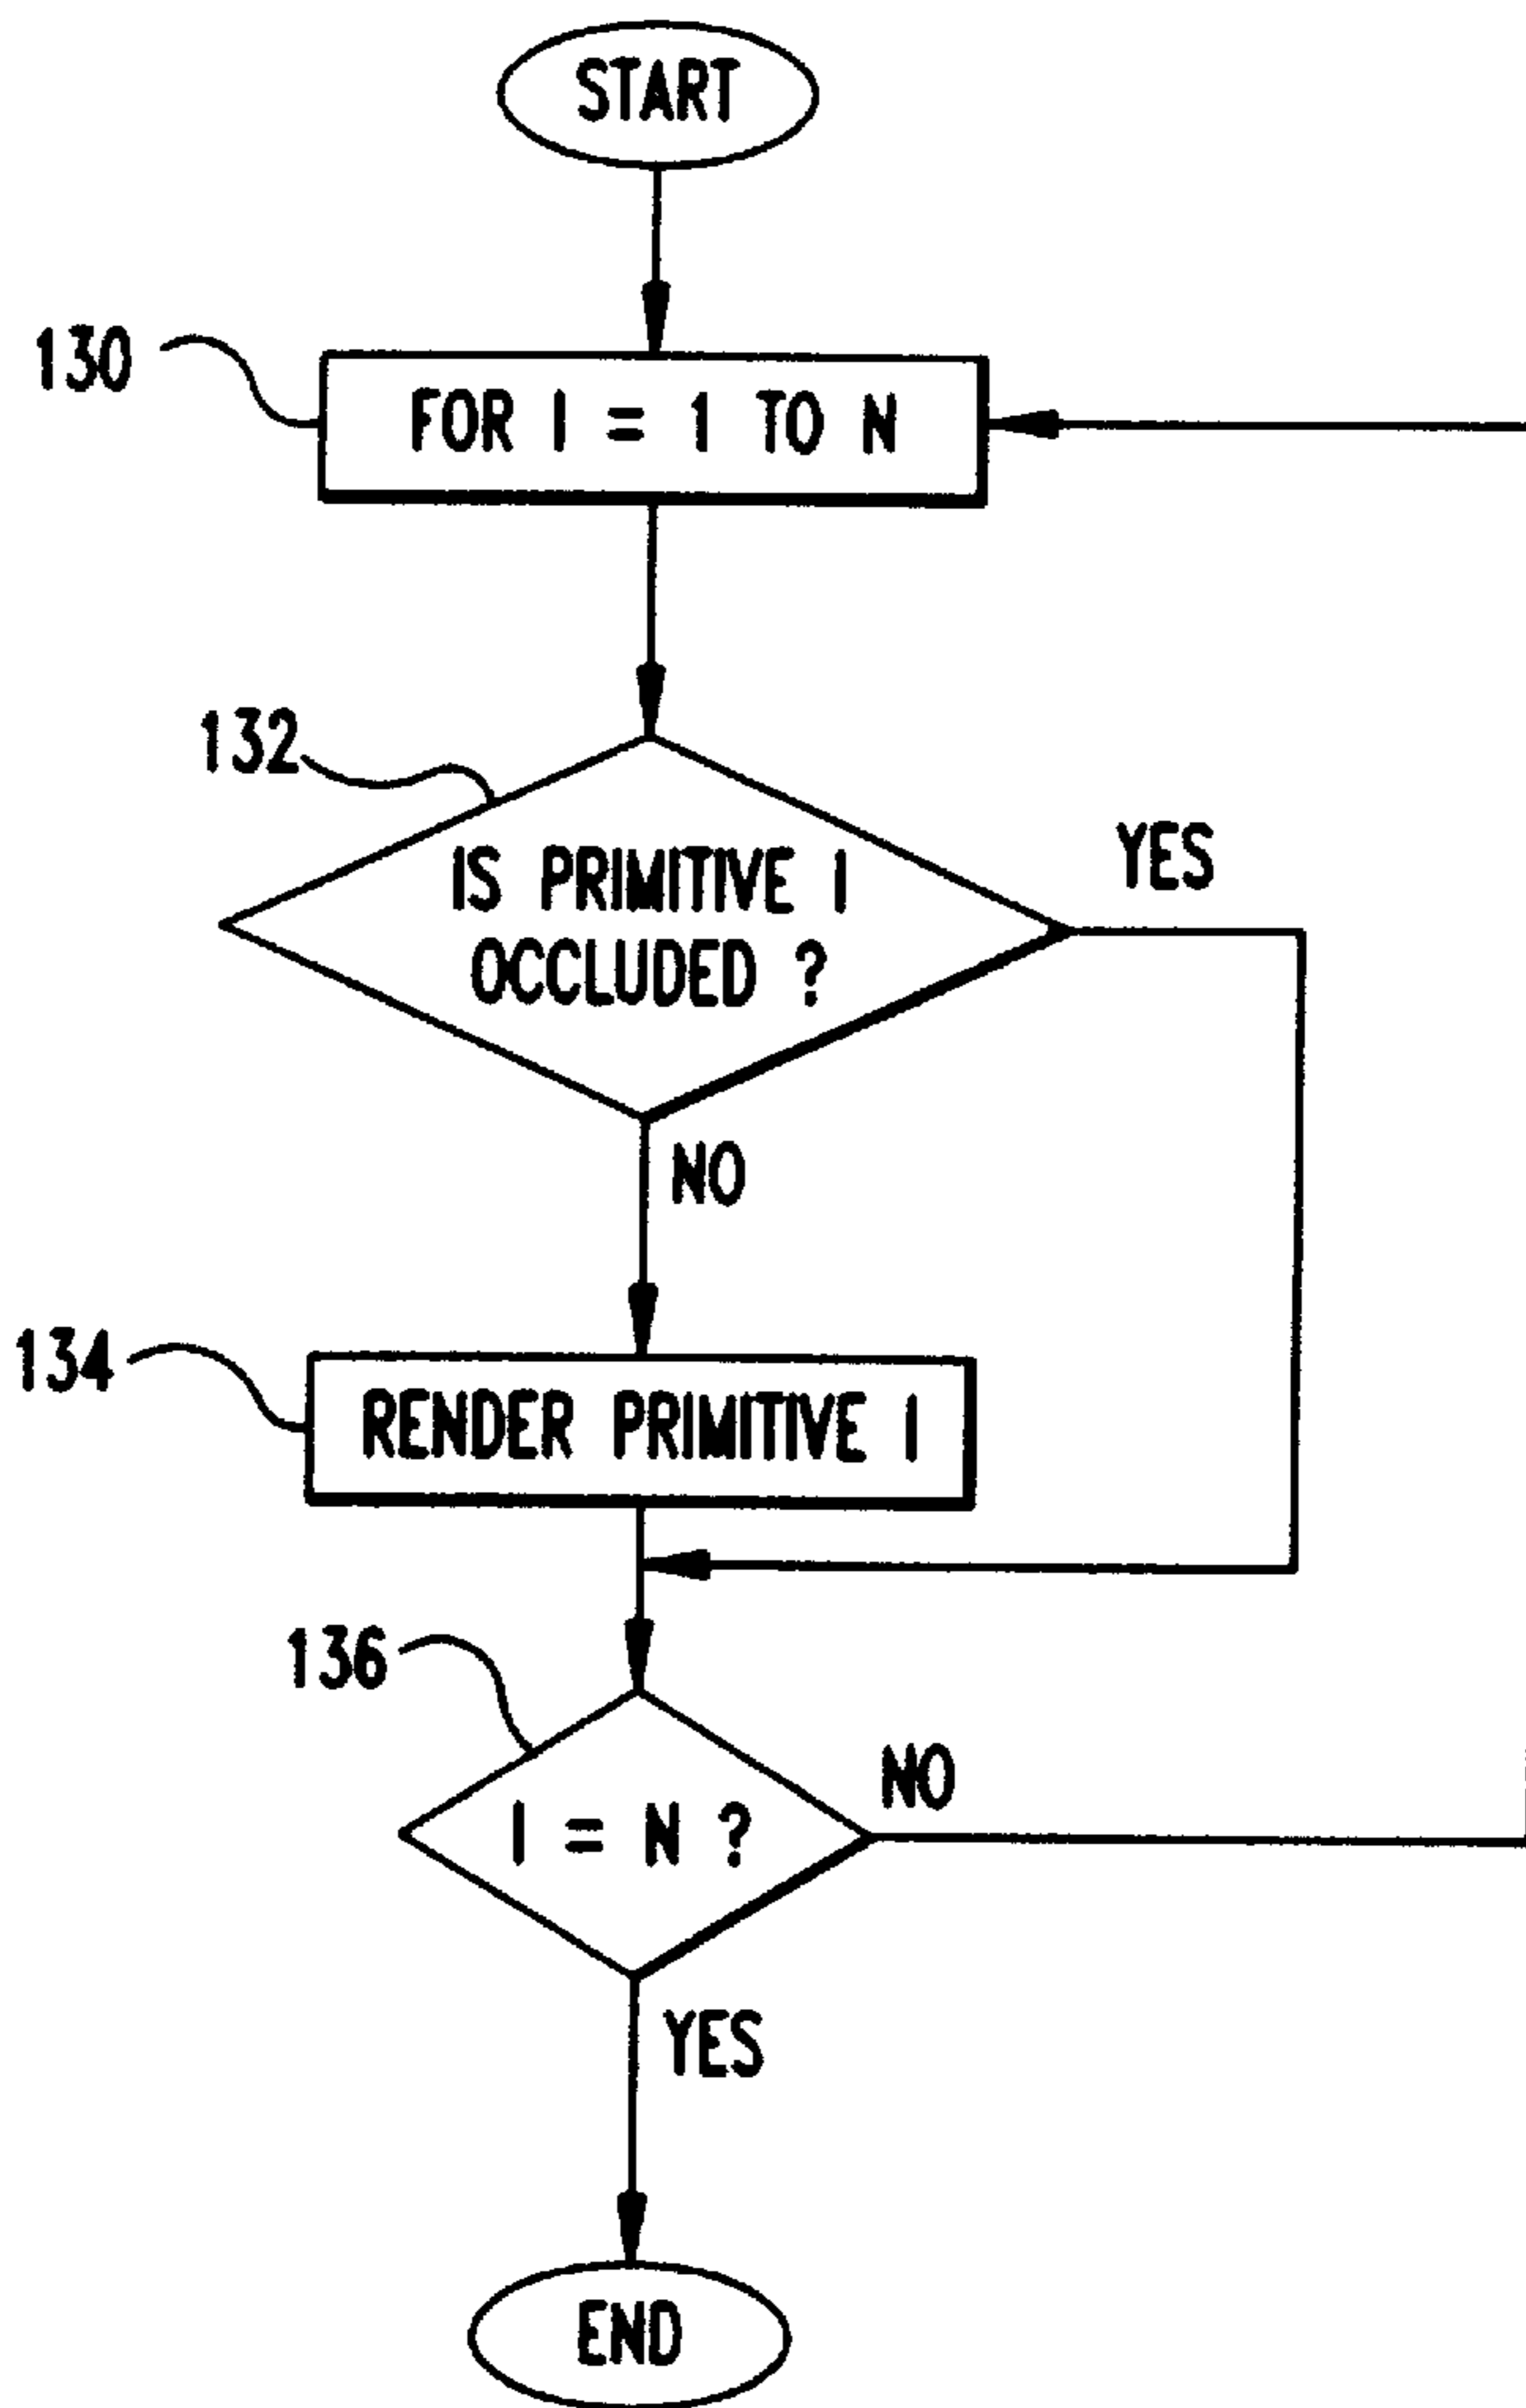 START
130
FOR I = 1 TO N
132
IS PRIMITIVE I
OCCLUDED ?
YES
NO
134
RENDER PRIMITIVE I
136
I = N ?
NO
YES
END